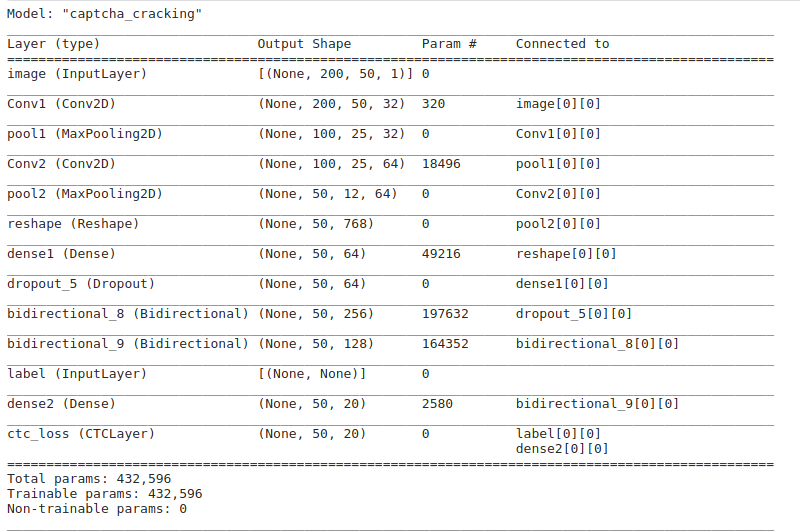 Model: "captcha_cracking"
Layer (type) Output Shape Param # Connected to
image (InputLayer) [(None, 200, 50, 1)] 0
Conv1 (Conv2D) (None, 200, 50, 32) 320 image[0][0]
pool1 (MaxPooling2D) (None, 100, 25, 32) 0 Conv1[0][0]
Conv2 (Conv2D) (None, 100, 25, 64) 18496 pool1[0][0]
pool2 (MaxPooling2D) (None, 50, 12, 64) 0 Conv2[0][0]
reshape (Reshape) (None, 50, 768) 0 pool2[0][0]
dense1 (Dense) (None, 50, 64) 49216 reshape[0][0]
dropout_5 (Dropout) (None, 50, 64) 0 dense1[0][0]
bidirectional_8 (Bidirectional) (None, 50, 256) 197632 dropout_5[0][0]
bidirectional_9 (Bidirectional) (None, 50, 128) 164352 bidirectional_8[0][0]
label (InputLayer) [(None, None)] 0
dense2 (Dense) (None, 50, 20) 2580 bidirectional_9[0][0]
ctc_loss (CTCLayer) (None, 50, 20) 0 label[0][0]
dense2[0][0]
Total params: 432,596
Trainable params: 432,596
Non-trainable params: 0